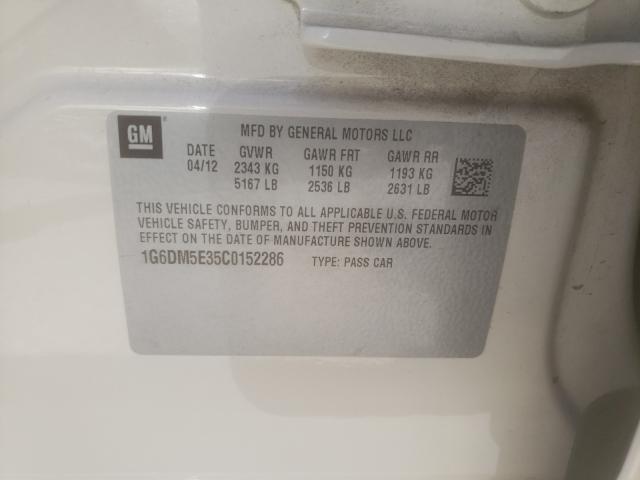 GM ®
MFD BY GENERAL MOTORS LLC
DATE GVWR GAWR FRT GAWR RR
04/12 2343 KG 1150 KG 1193 KG
5167 LB 2536 LB 2631 LB
THIS VEHICLE CONFORMS TO ALL APPLICABLE U.S. FEDERAL MOTOR
VEHICLE SAFETY, BUMPER, AND THEFT PREVENTION STANDARDS IN
EFFECT ON THE DATE OF MANUFACTURE SHOWN ABOVE.
1G6DM5E35C0152286 TYPE: PASS CAR